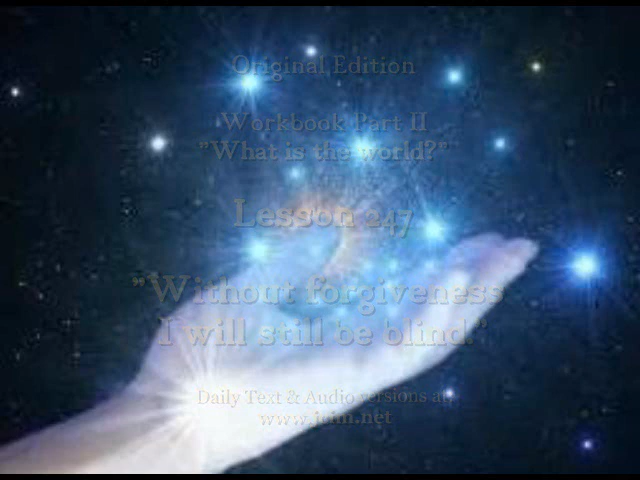 Original Edition
Workbook Part II
"What is the world?"
Lesson 247
"Without forgiveness
I will still be blind."
Daily Text & Audio versions at